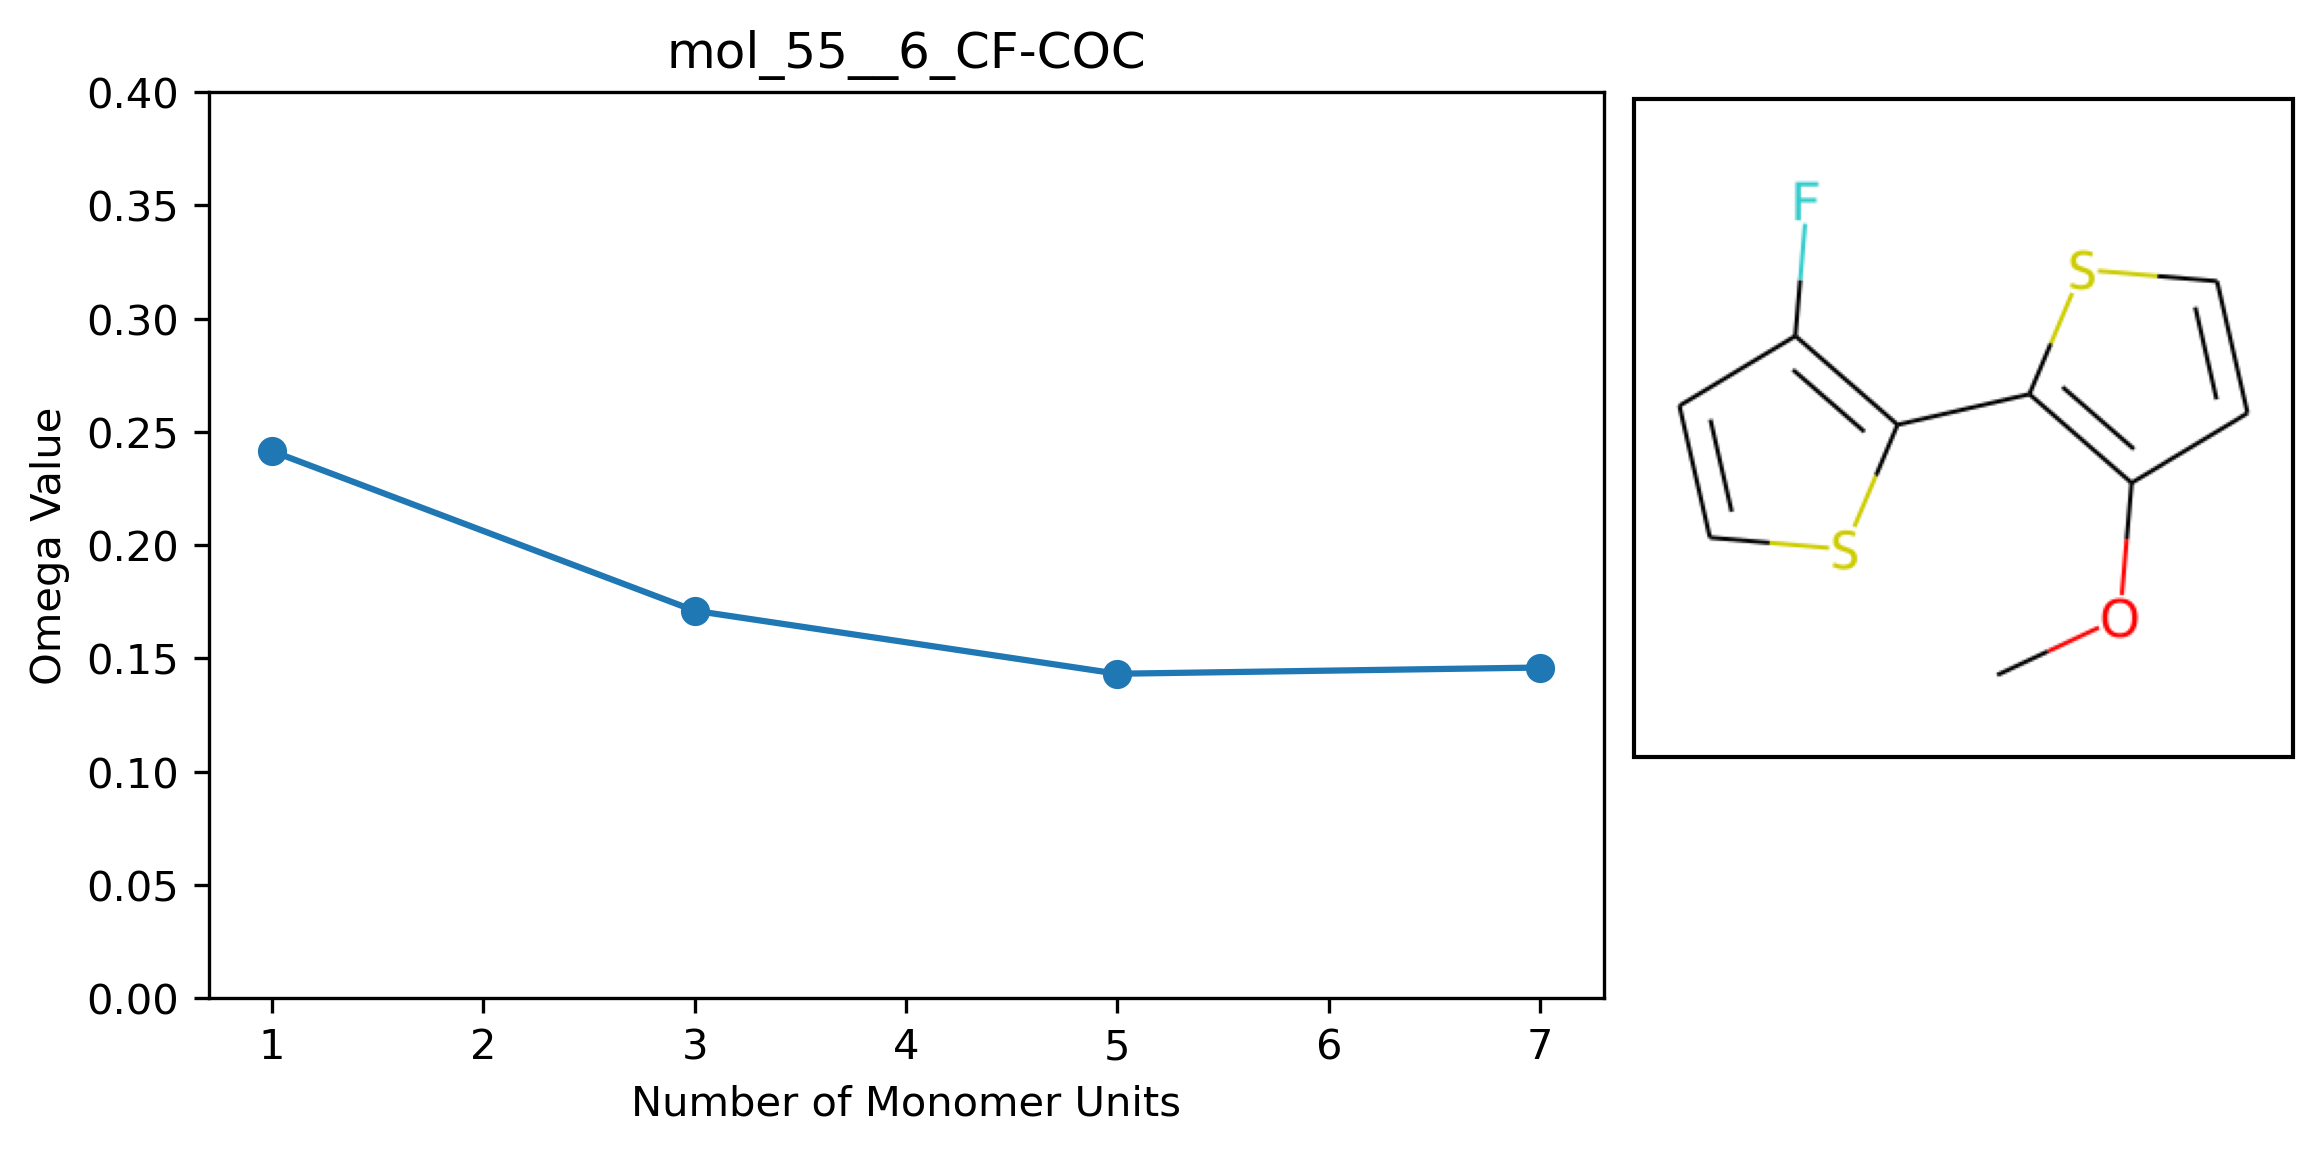 mol_55__6_CF-COC
0.40
0.35
0.30
0.25
0.20
0.15
0.10
0.05
0.00
Omega Value
1 2 3 4 5 6 7
Number of Monomer Units
F
S
S
O